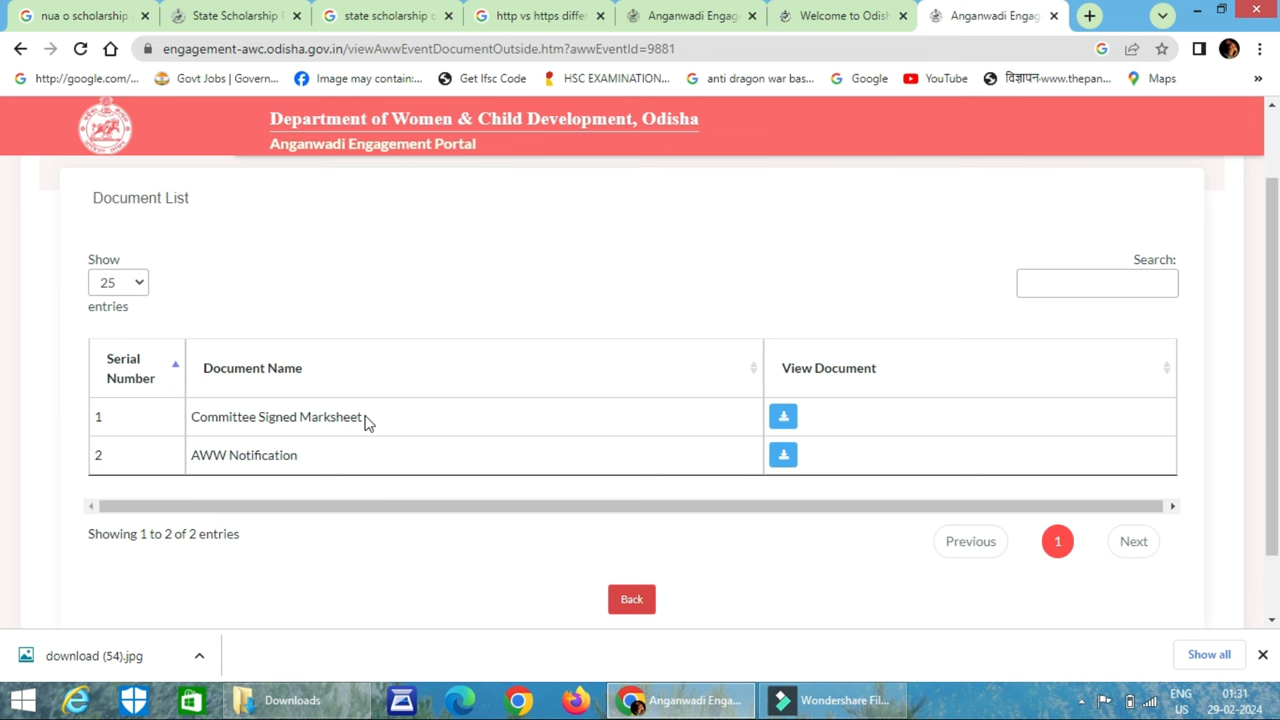 nua o scholarship
State Scholarship P
state scholarship o
http vs https differ
Anganwadi Engag
Welcome to Odish
Anganwadi Engag
engagement-awc.odisha.gov.in/viewAwwEventDocumentOutside.htm?awwEventId=9881
http://google.com/...
Govt Jobs | Govern...
Image may contain:...
Get Ifsc Code
HSC EXAMINATION...
anti dragon war bas...
Google
YouTube
विज्ञापन-www.thepan...
Maps
»
Department of Women & Child Development, Odisha
Anganwadi Engagement Portal
Document List
Show
25
entries
Search:
Serial Number
Document Name
View Document
1 Committee Signed Marksheet
2 AWW Notification
Showing 1 to 2 of 2 entries
Previous 1 Next
Back
download (54).jpg
Show all
Downloads
Anganwadi Enga...
Wondershare Fil...
ENG 01:31
US 29-02-2024